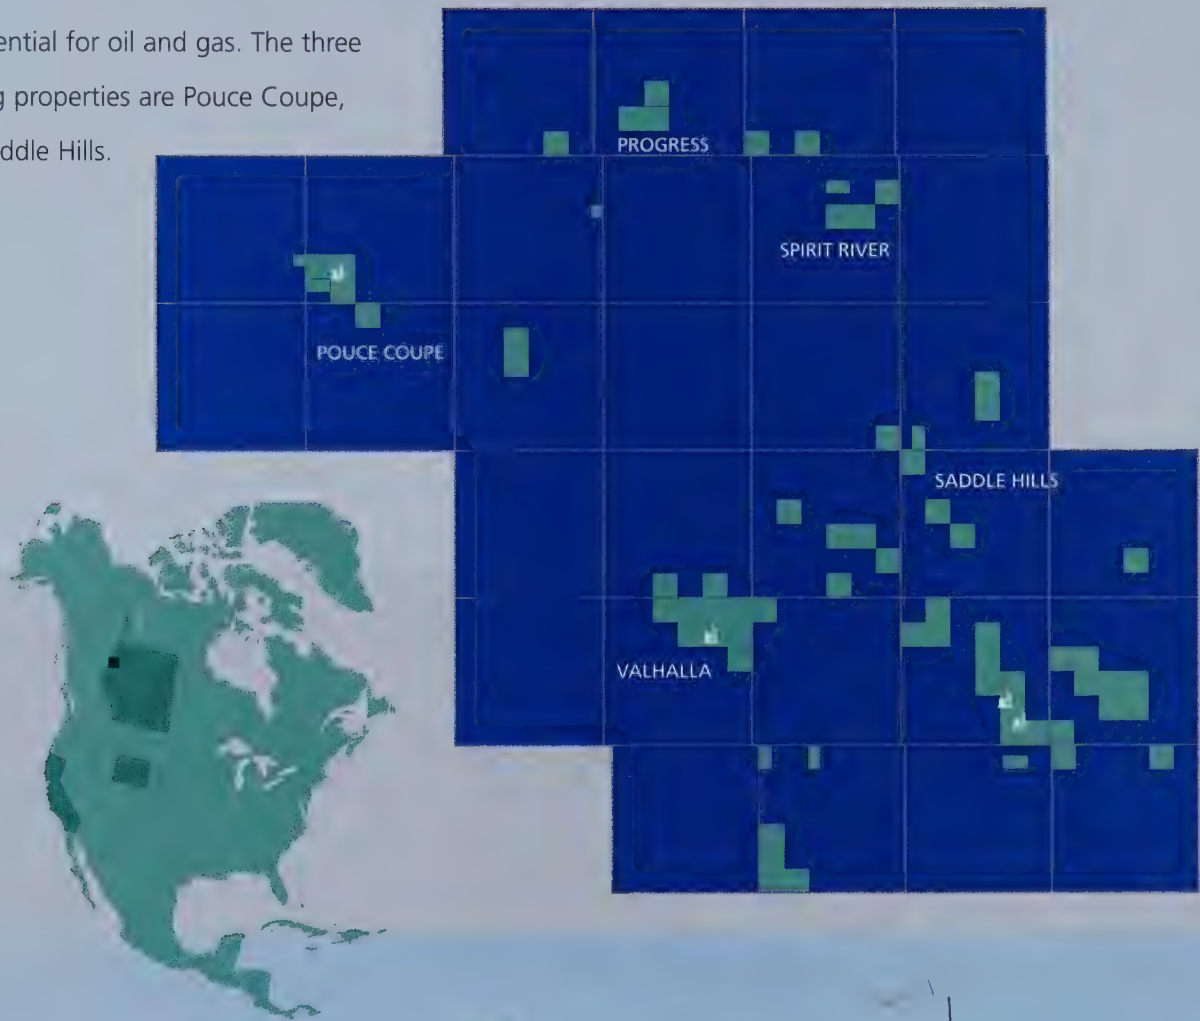 ential for oil and gas. The three
g properties are Pouce Coupe,
ddle Hills.
PROGRESS
SPIRIT RIVER
POUCE COUPE
SADDLE HILLS
VALHALLA